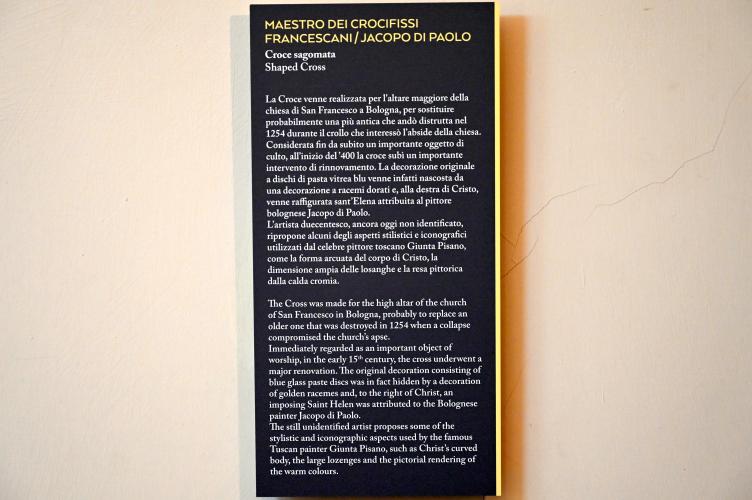 MAESTRO DEI CROCIFISSI
FRANCESCANI/JACOPO DI PAOLO
Croce sagomata
Shaped Cross
La Croce venne realizzata per l'altare maggiore della
chiesa di San Francesco a Bologna, per sostituire
probabilmente una più antica che andò distrutta nel
1254 durante il crollo che interessò l'abside della chiesa.
Considerata fin da subito un importante oggetto di
culto, all'inizio del '400 la croce subì un importante
intervento di rinnovamento. La decorazione originale
a dischi di pasta vitrea blu venne infatti nascosta da
una decorazione a racemi dorati e, alla destra di Cristo,
venne raffigurata sant'Elena attribuita al pittore
bolognese Jacopo di Paolo.
L'artista duecentesco, ancora oggi non identificato,
ripropone alcuni degli aspetti stilistici e iconografici
utilizzati dal celebre pittore toscano Giunta Pisano,
come la forma arcuata del corpo di Cristo, la
dimensione ampia delle losanghe e la resa pittorica
dalla calda cromia.
The Cross was made for the high altar of the church
of San Francesco in Bologna, probably to replace an
older one that was destroyed in 1254 when a collapse
compromised the church's apse.
Immediately regarded as an important object of
worship, in the early 15th century, the cross underwent a
major renovation. The original decoration consisting of
blue glass paste discs was in fact hidden by a decoration
of golden racemes and, to the right of Christ, an
imposing Saint Helen was attributed to the Bolognese
painter Jacopo di Paolo.
The still unidentified artist proposes some of the
stylistic and iconographic aspects used by the famous
Tuscan painter Giunta Pisano, such as Christ's curved
body, the large lozenges and the pictorial rendering of
the warm colours.